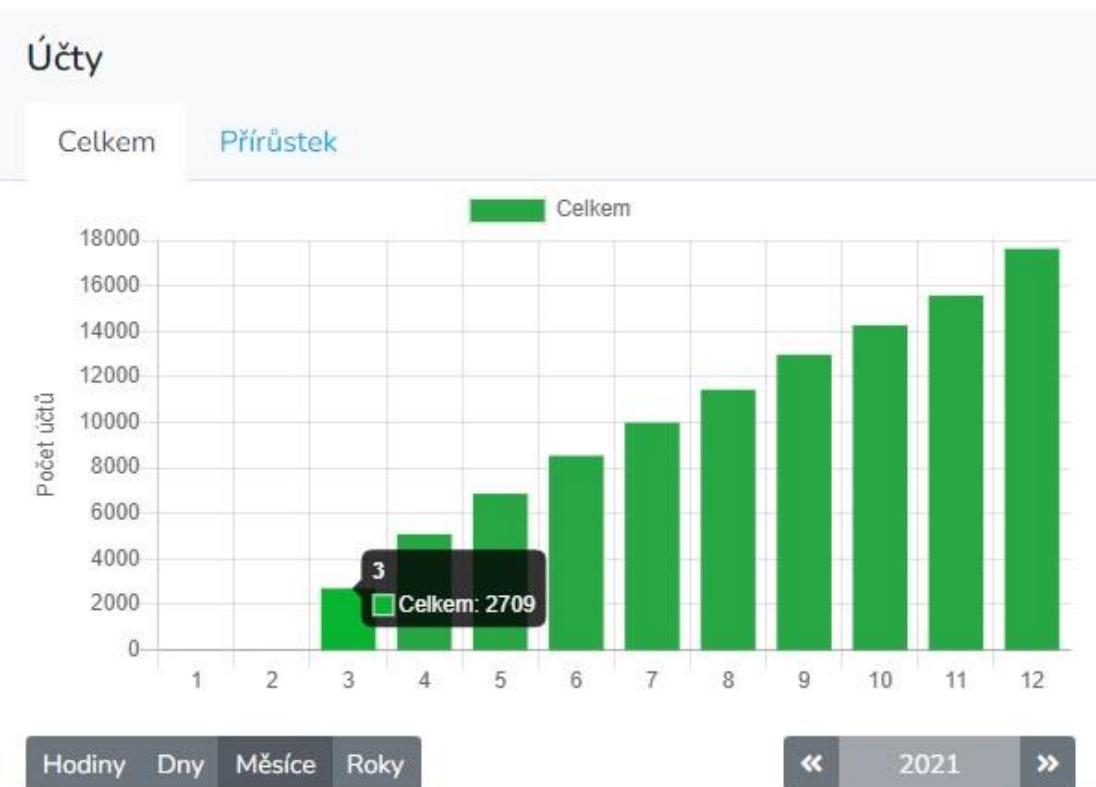 Účty
Celkem Přírůstek
Celkem
18000
16000
14000
12000
10000
8000
6000
4000
2000
0
Počet účtů
3
Celkem: 2709
1 2 3 4 5 6 7 8 9 10 11 12
Hodiny Dny Měsíce Roky « 2021 »